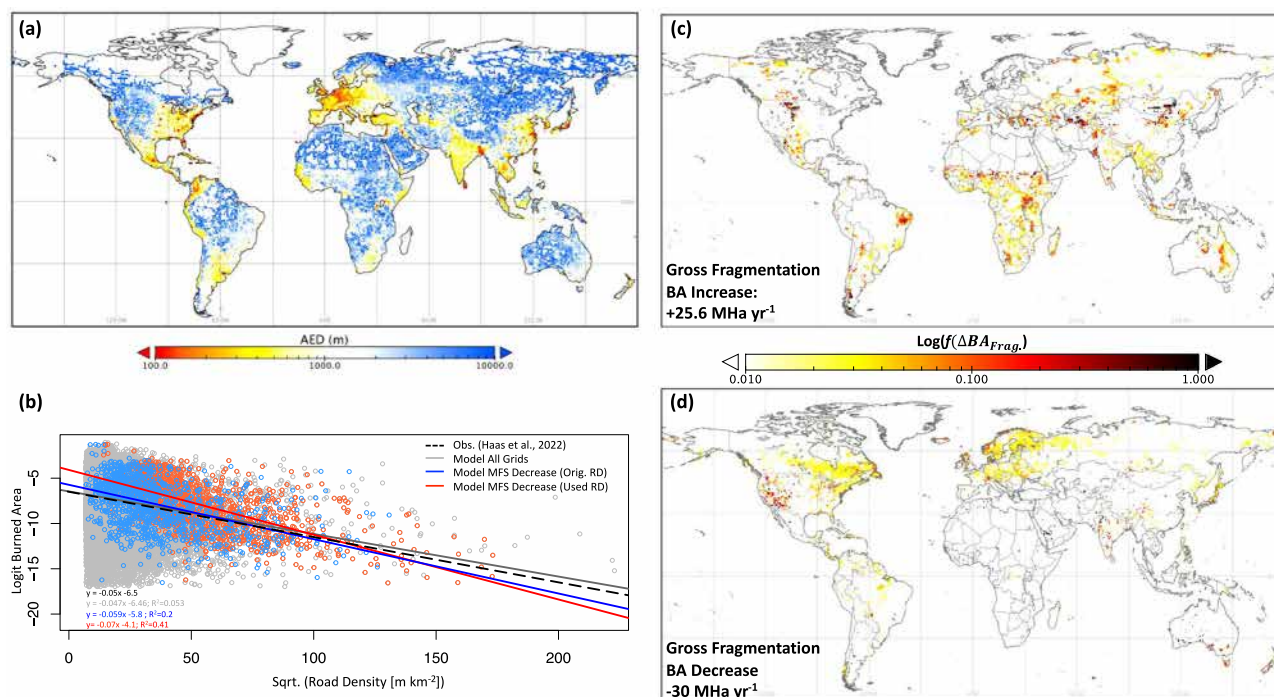 (a)
AED (m)
100.0 1000.0 10000.0
(b)
Obs. (Haas et al., 2022)
Model All Grids
Model MFS Decrease (Orig. RD)
Model MFS Decrease (Used RD)
Logit Burned Area
−5
−10
−15
−20
y = -0.05x -6.5
y = -0.047x -6.46; R²=0.053
y = -0.059x -5.8 ; R²=0.2
y= -0.07x -4.1; R²=0.41
0 50 100 150 200
Sqrt. (Road Density [m km⁻²])
(c)
Gross Fragmentation
BA Increase:
+25.6 MHa yr⁻¹
Log(f(ΔBA_Frag.)
0.010 0.100 1.000
(d)
Gross Fragmentation
BA Decrease
-30 MHa yr⁻¹